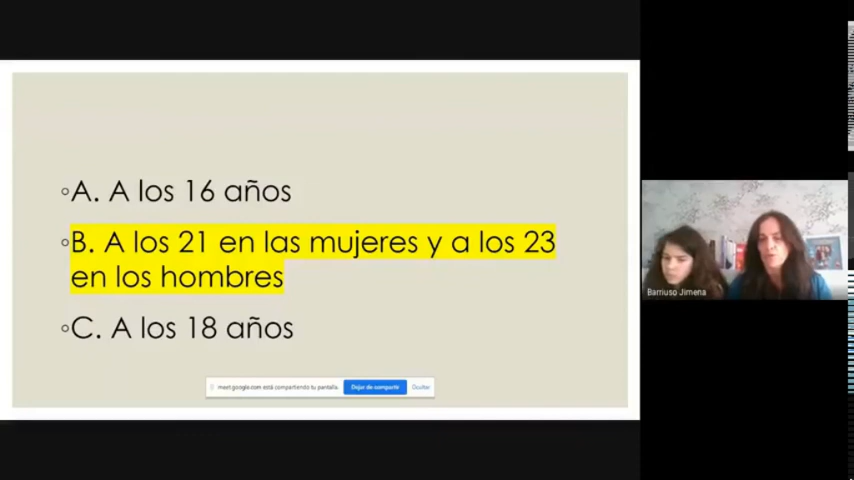 A. A los 16 años
B. A los 21 en las mujeres y a los 23
en los hombres
C. A los 18 años
meet.google.com está compartiendo tu pantalla.
Dejar de compartir
Ocultar
Barriuso Jimena